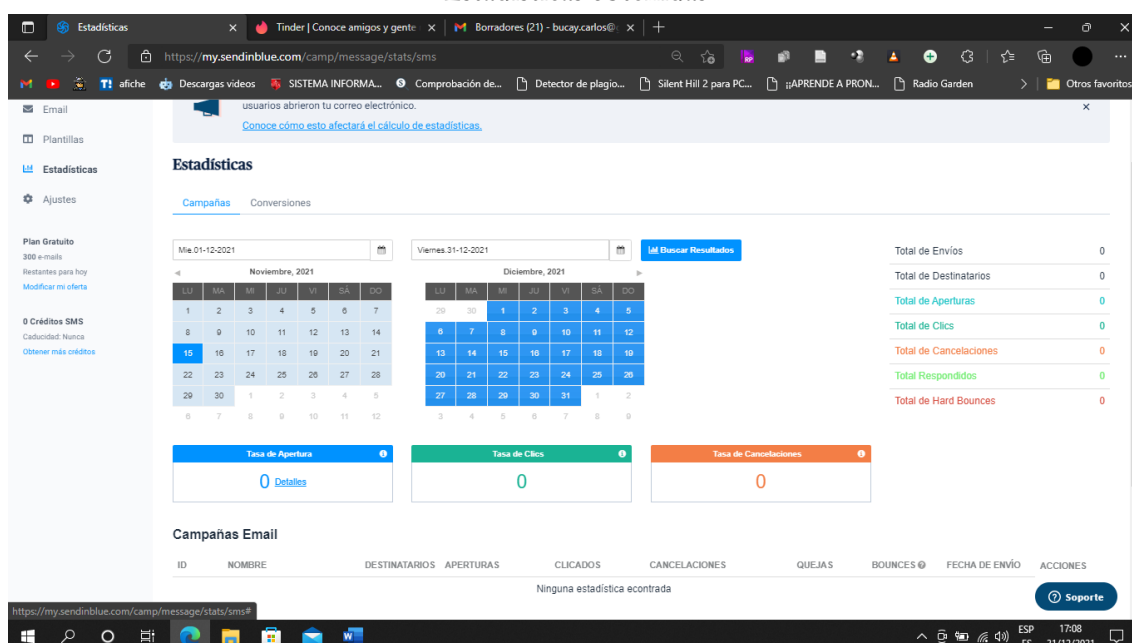 Estadísticas
Tinder | Conoce amigos y gente
Borradores (21) - bucay.carlos@
https://my.sendinblue.com/camp/message/stats/sms
afiche
Descargas videos
SISTEMA INFORMA...
Comprobación de...
Detector de plagio...
Silent Hill 2 para PC...
¡¡APRENDE A PRON...
Radio Garden
Otros favoritos
Email
Plantillas
Estadísticas
Ajustes
Plan Gratuito
300 e-mails
Restantes para hoy
Modificar mi oferta
0 Créditos SMS
Caducidad: Nunca
Obtener más créditos
usuarios abrieron tu correo electrónico.
Conoce cómo esto afectará el cálculo de estadísticas.
Estadísticas
Campañas Conversiones
Mie.01-12-2021
Viernes.31-12-2021
Buscar Resultados
Noviembre, 2021
LU MA MI JU VI SÁ DO
1 2 3 4 5 6 7
8 9 10 11 12 13 14
15 16 17 18 19 20 21
22 23 24 25 26 27 28
29 30 1 2 3 4 5
6 7 8 9 10 11 12
Diciembre, 2021
LU MA MI JU VI SÁ DO
29 30 1 2 3 4 5
6 7 8 9 10 11 12
13 14 15 16 17 18 19
20 21 22 23 24 25 26
27 28 29 30 31 1 2
3 4 5 6 7 8 9
Total de Envíos 0
Total de Destinatarios 0
Total de Aperturas 0
Total de Clics 0
Total de Cancelaciones 0
Total Respondidos 0
Total de Hard Bounces 0
Tasa de Apertura
0 Detalles
Tasa de Clics
0
Tasa de Cancelaciones
0
Campañas Email
ID NOMBRE DESTINATARIOS APERTURAS CLICADOS CANCELACIONES QUEJAS BOUNCES FECHA DE ENVÍO ACCIONES
Ninguna estadística econtrada
Soporte
https://my.sendinblue.com/camp/message/stats/sms#
ESP
17:08